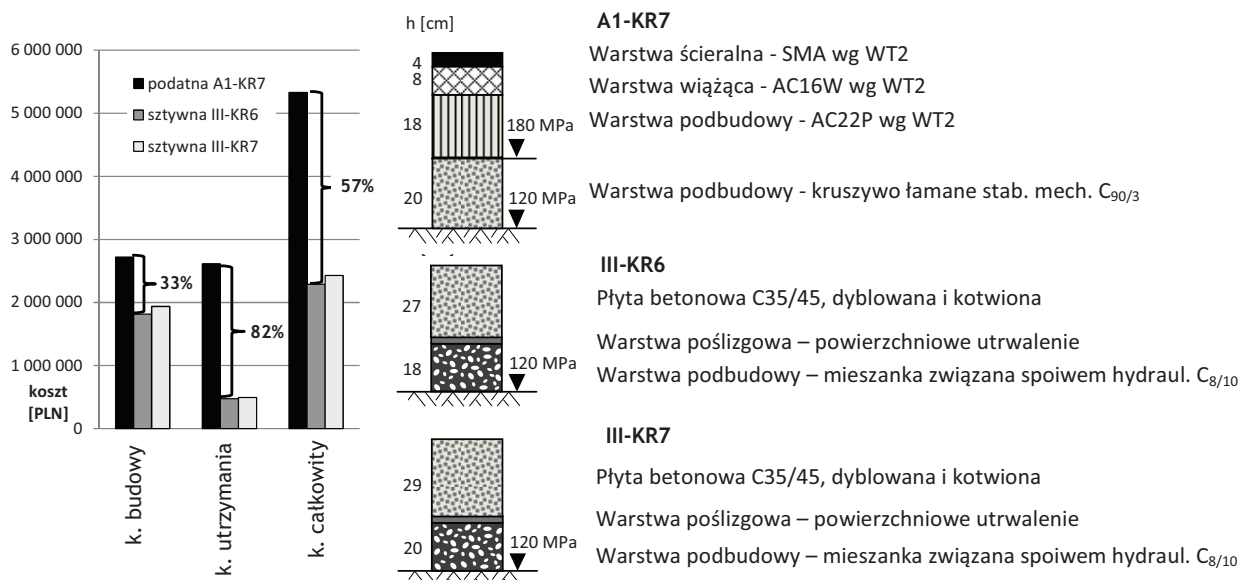 6 000 000
5 000 000
4 000 000
3 000 000
2 000 000
1000 000
koszt
[PLN]
0
podatna A1-KR7
sztywna III-KR6
sztywna III-KR7
33%
82%
57%
k. budowy
k. utrzymania
k. całkowity
h [cm]
A1-KR7
4
Warstwa ścieralna - SMA wg WT2
8
Warstwa wiążąca - AC16W wg WT2
18
180 MPa
Warstwa podbudowy - AC22P wg WT2
20
120 MPa
Warstwa podbudowy - kruszywo łamane stab. mech. C90/3
III-KR6
27
Płyta betonowa C35/45, dyblowana i kotwiona
Warstwa poślizgowa – powierzchniowe utrwalenie
18
120 MPa
Warstwa podbudowy – mieszanka związana spoiwem hydraul. C8/10
III-KR7
29
Płyta betonowa C35/45, dyblowana i kotwiona
Warstwa poślizgowa – powierzchniowe utrwalenie
20
120 MPa
Warstwa podbudowy – mieszanka związana spoiwem hydraul. C8/10